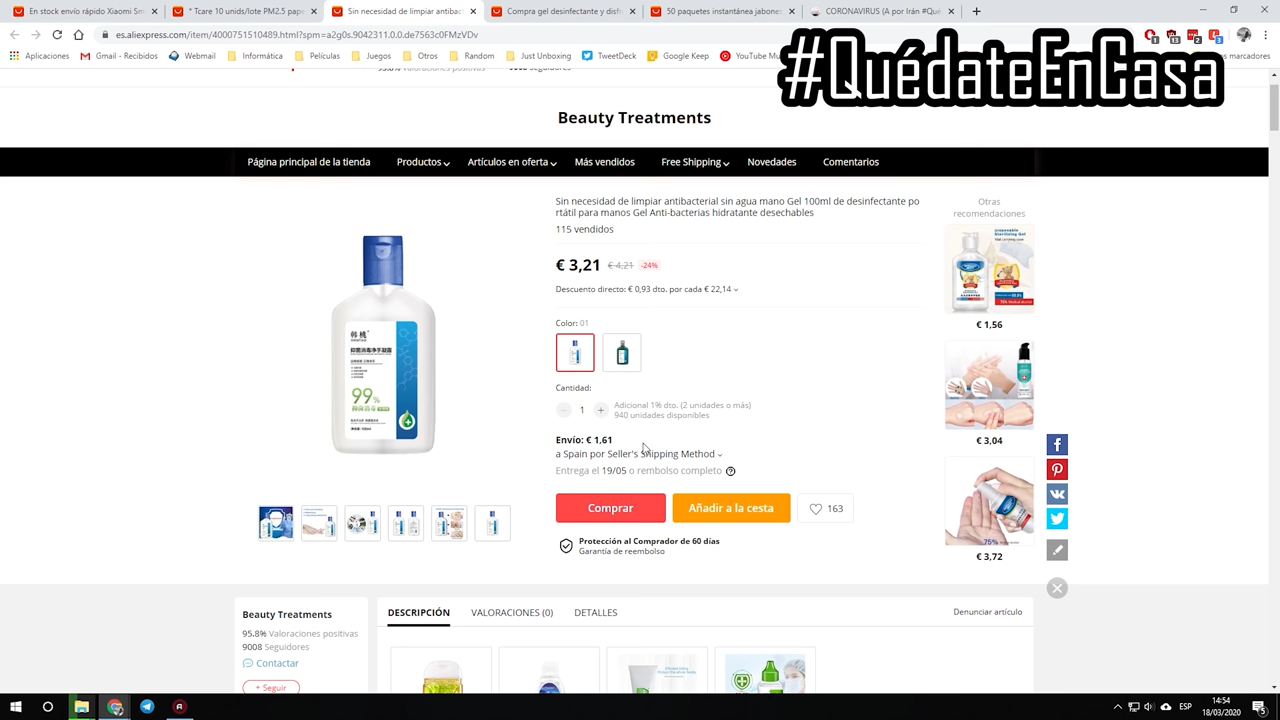 En stock envío rápido Xiaomi Sm
* Tcare 10 unids/lote PM2.5 pape
Sin necesidad de limpiar antibac
Compra gel desinfectante y disfr
50 paquetes instantánea jabones
CORONAVIRUS (A por Irán #Qué
es.aliexpress.com/item/4000751510489.html?spm=a2g0s.9042311.0.0.de7563c0FMzVDv
Aplicaciones
Gmail - Recibidos
Webmail
Informática
Películas
Juegos
Otros
Random
Just Unboxing
TweetDeck
Google Keep
YouTube Mu
os marcadores
#QuédateEnCasa
Beauty Treatments
Página principal de la tienda
Productos
Artículos en oferta
Más vendidos
Free Shipping
Novedades
Comentarios
Sin necesidad de limpiar antibacterial sin agua mano Gel 100ml de desinfectante po
rtátil para manos Gel Anti-bacterias hidratante desechables
115 vendidos
€ 3,21 € 4,21 -24%
Descuento directo: € 0,93 dto. por cada € 22,14
Color: 01
Cantidad:
1
Adicional 1% dto. (2 unidades o más)
940 unidades disponibles
Envío: € 1,61
a Spain por Seller's Shipping Method
Entrega el 19/05 o rembolso completo
Comprar
Añadir a la cesta
163
Protección al Comprador de 60 días
Garantía de reembolso
99%
Otras
recomendaciones
€ 1,56
€ 3,04
75%
€ 3,72
Beauty Treatments
95.8% Valoraciones positivas
9008 Seguidores
Contactar
+ Seguir
DESCRIPCIÓN
VALORACIONES (0)
DETALLES
Denunciar artículo
ESP
14:54
18/03/2020